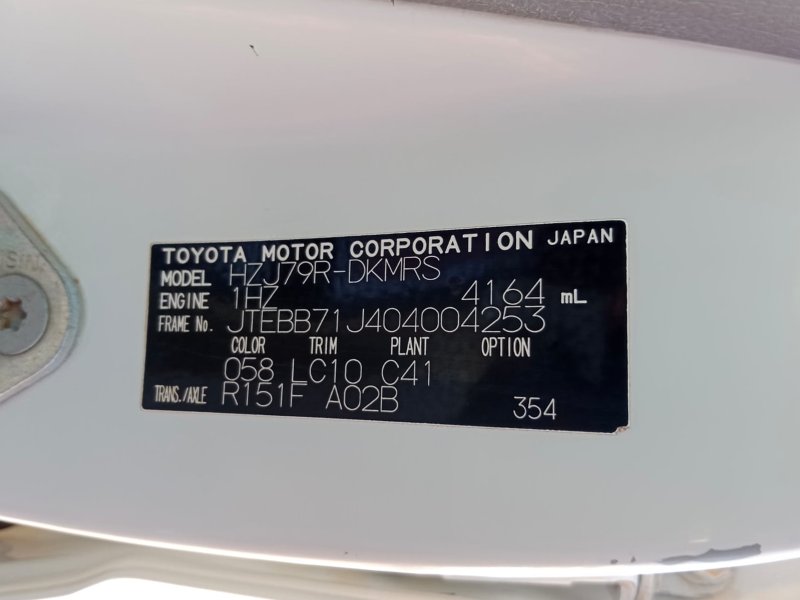 TOYOTA MOTOR CORPORATION JAPAN
MODEL HZJ79R-DKMRS
ENGINE 1HZ 4164 mL
FRAME No. JTEBB71J404004253
COLOR TRIM PLANT OPTION
058 LC10 C41
TRANS./AXLE R151F A02B 354